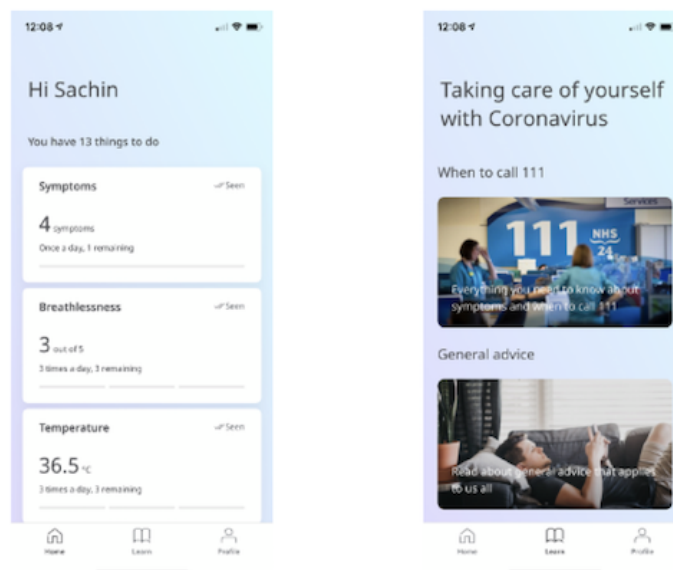 12:08
Hi Sachin
You have 13 things to do
Symptoms
Seen
4 symptoms
Once a day, 1 remaining
Breathlessness
Seen
3 out of 5
3 times a day, 3 remaining
Temperature
Seen
36.5 °C
3 times a day, 3 remaining
Home
Learn
Profile
12:08
Taking care of yourself
with Coronavirus
When to call 111
Services
111
NHS
24
Everything you need to know about
symptoms and when to call 111
General advice
Read about general advice that applies
to us all
Home
Learn
Profile